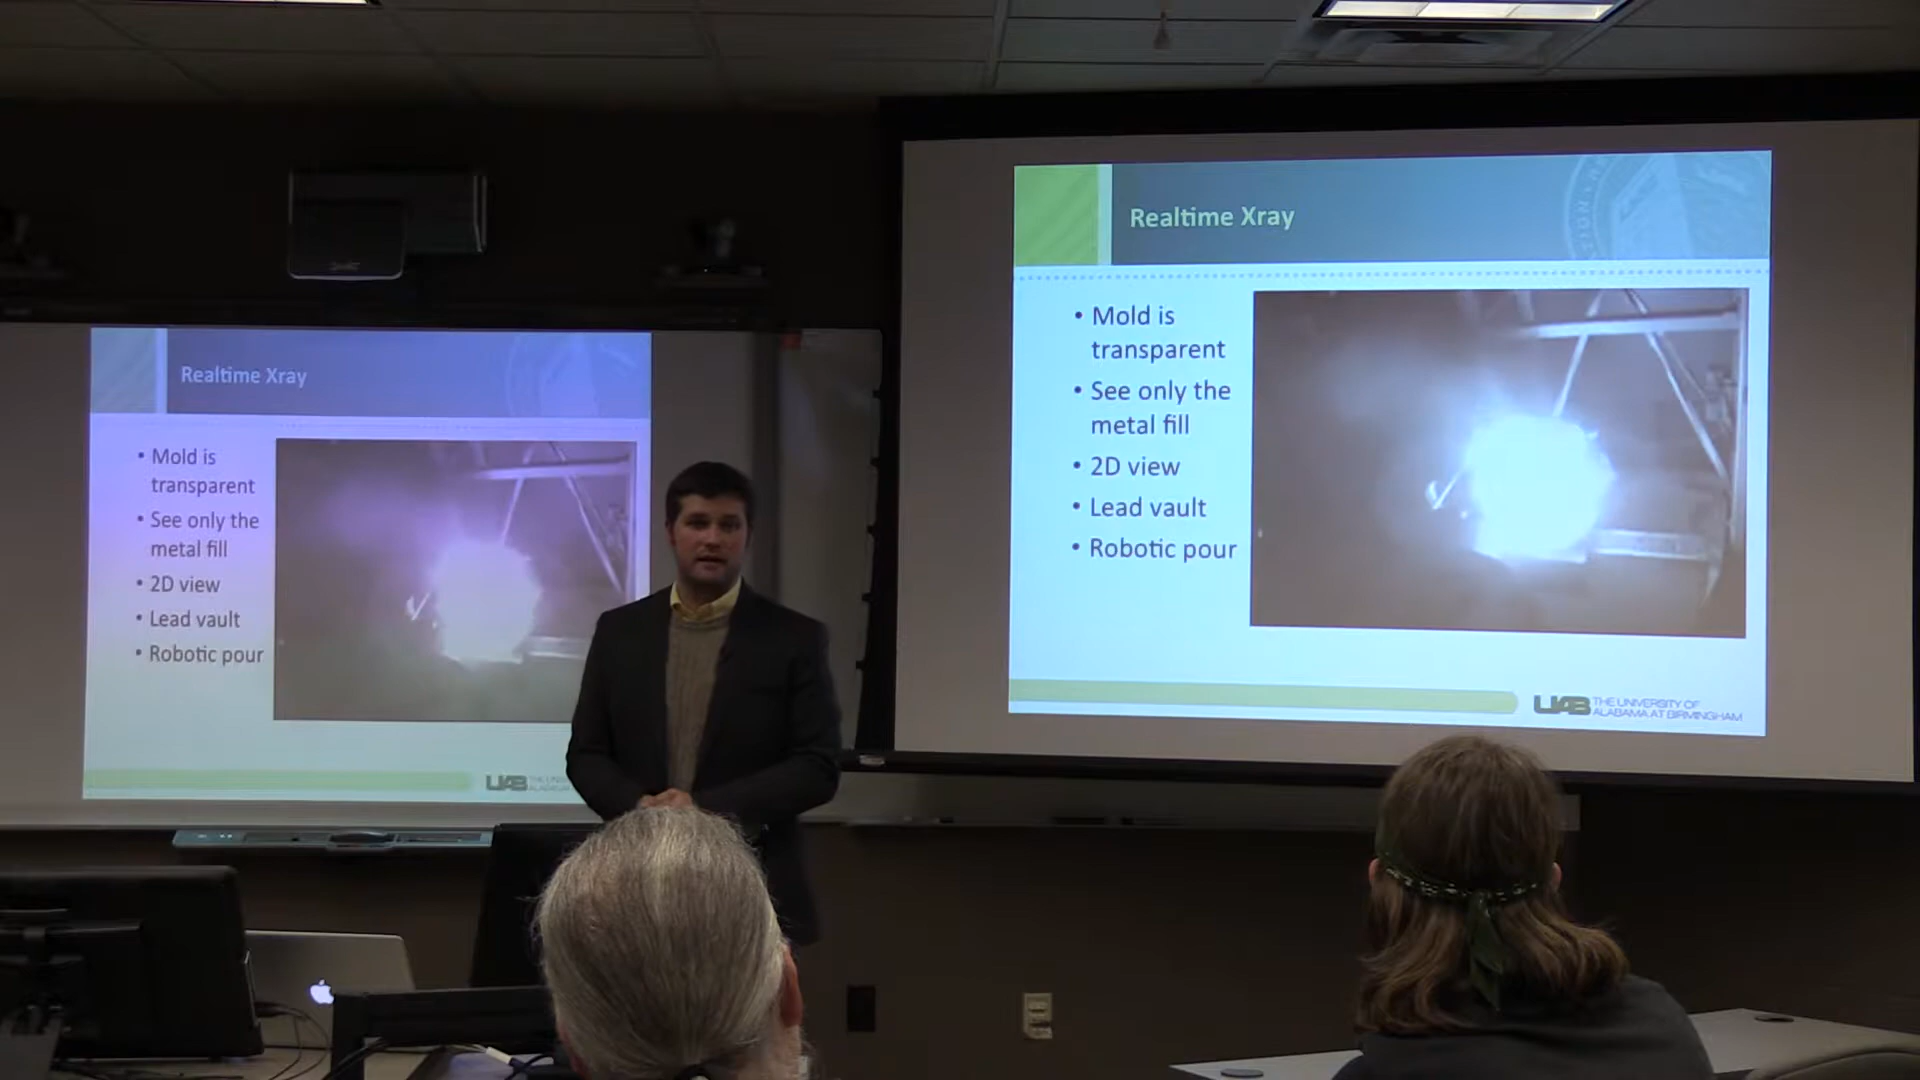 Realtime Xray
• Mold is
transparent
• See only the
metal fill
• 2D view
• Lead vault
• Robotic pour
UAB
Realtime Xray
• Mold is
transparent
• See only the
metal fill
• 2D view
• Lead vault
• Robotic pour
UAB THE UNIVERSITY OF
ALABAMA AT BIRMINGHAM